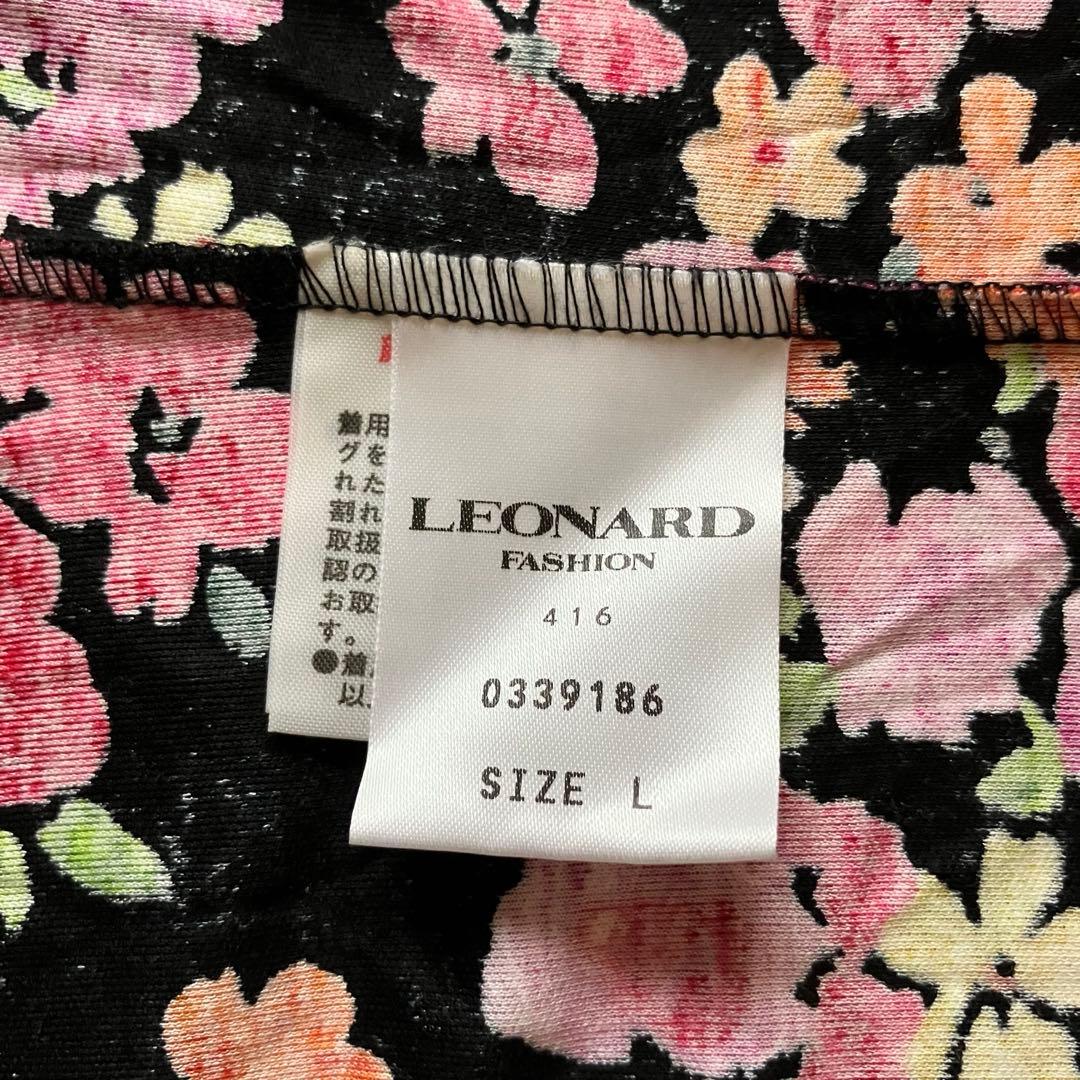 LEONARD
FASHION
416
0339186
SIZE L
着用
グを
れた
割れ
取扱
認の
お取
す。
●着
以